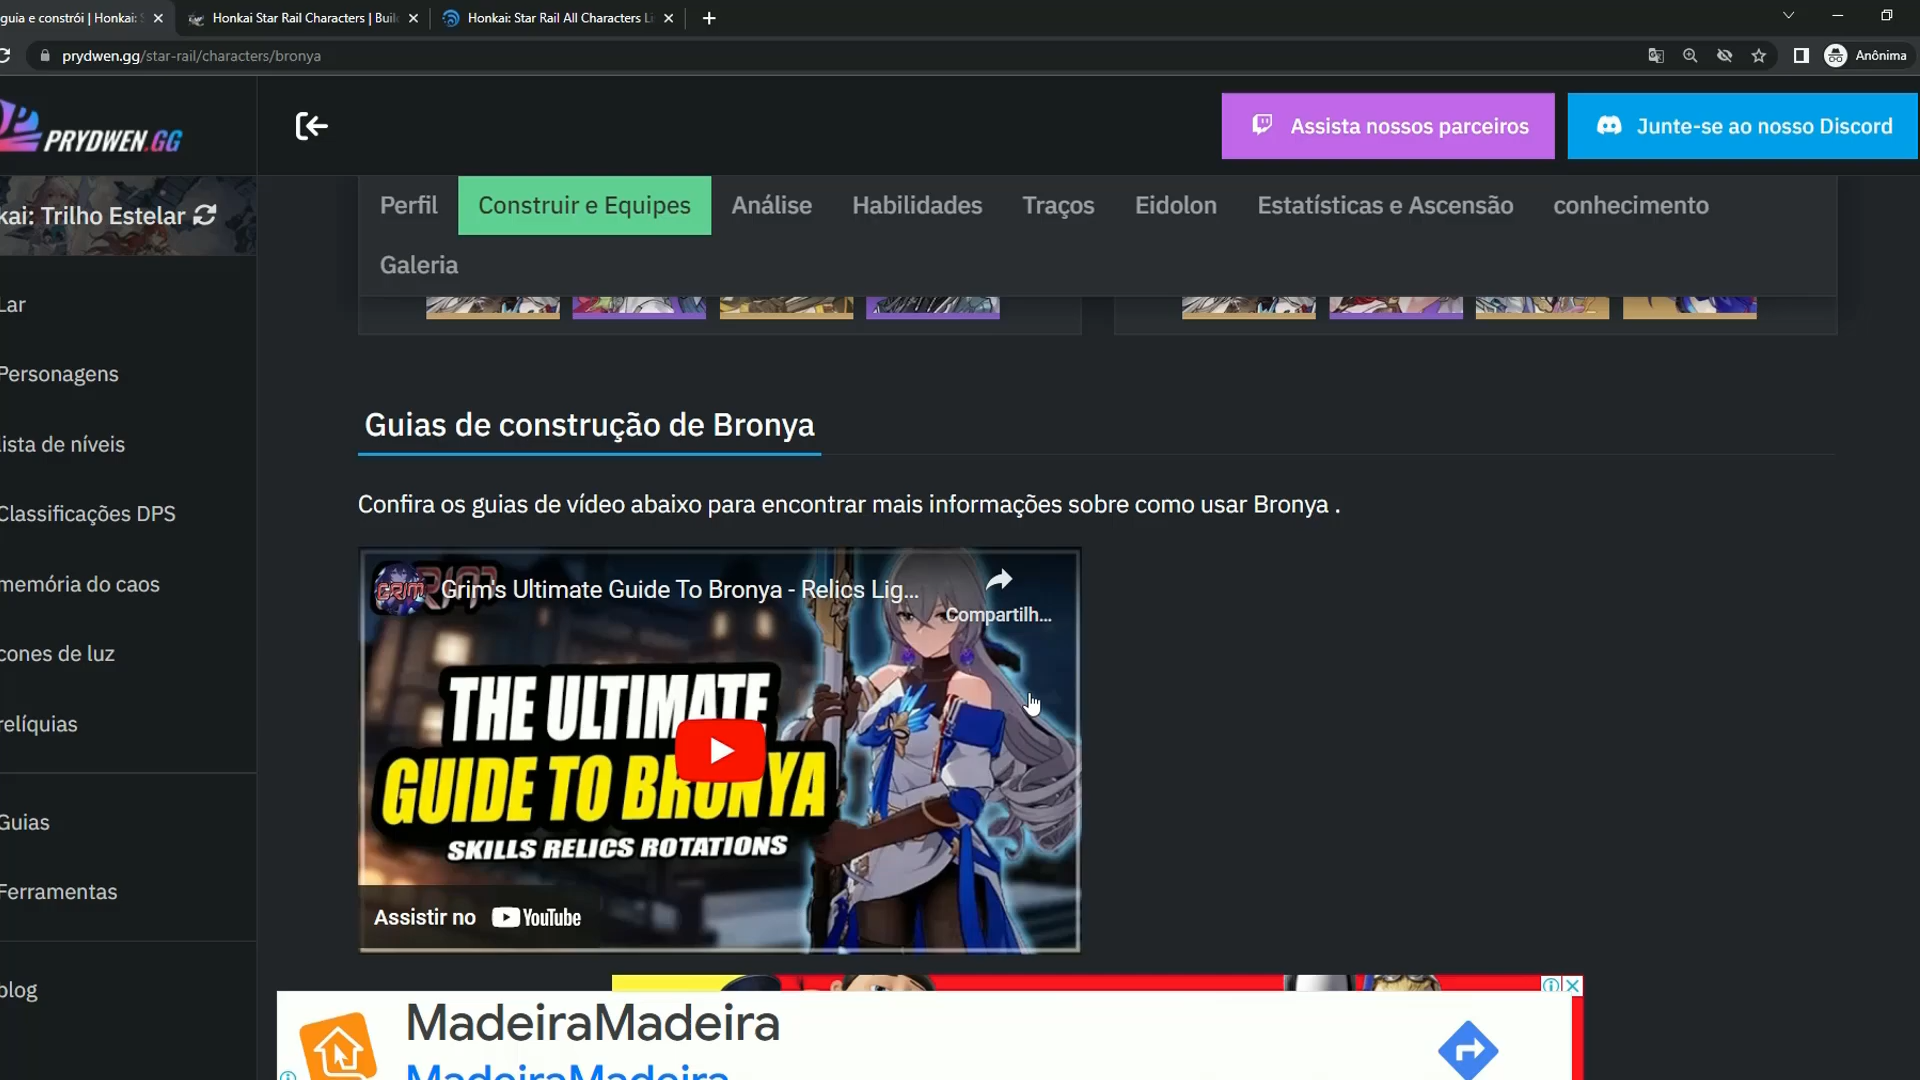 guia e constrói | Honkai: S
Honkai Star Rail Characters | Buil
Honkai: Star Rail All Characters Li
prydwen.gg/star-rail/characters/bronya
Anônima
PRYDWEN.GG
Assista nossos parceiros
Junte-se ao nosso Discord
kai: Trilho Estelar
Perfil
Construir e Equipes
Análise
Habilidades
Traços
Eidolon
Estatísticas e Ascensão
conhecimento
Galeria
Lar
Personagens
lista de níveis
Classificações DPS
memória do caos
cones de luz
relíquias
Guias
Ferramentas
blog
Guias de construção de Bronya
Confira os guias de vídeo abaixo para encontrar mais informações sobre como usar Bronya .
GRIM
Grim's Ultimate Guide To Bronya - Relics Lig...
Compartilh...
THE ULTIMATE
GUIDE TO BRONYA
SKILLS RELICS ROTATIONS
Assistir no YouTube
MadeiraMadeira
MadeiraMadeira